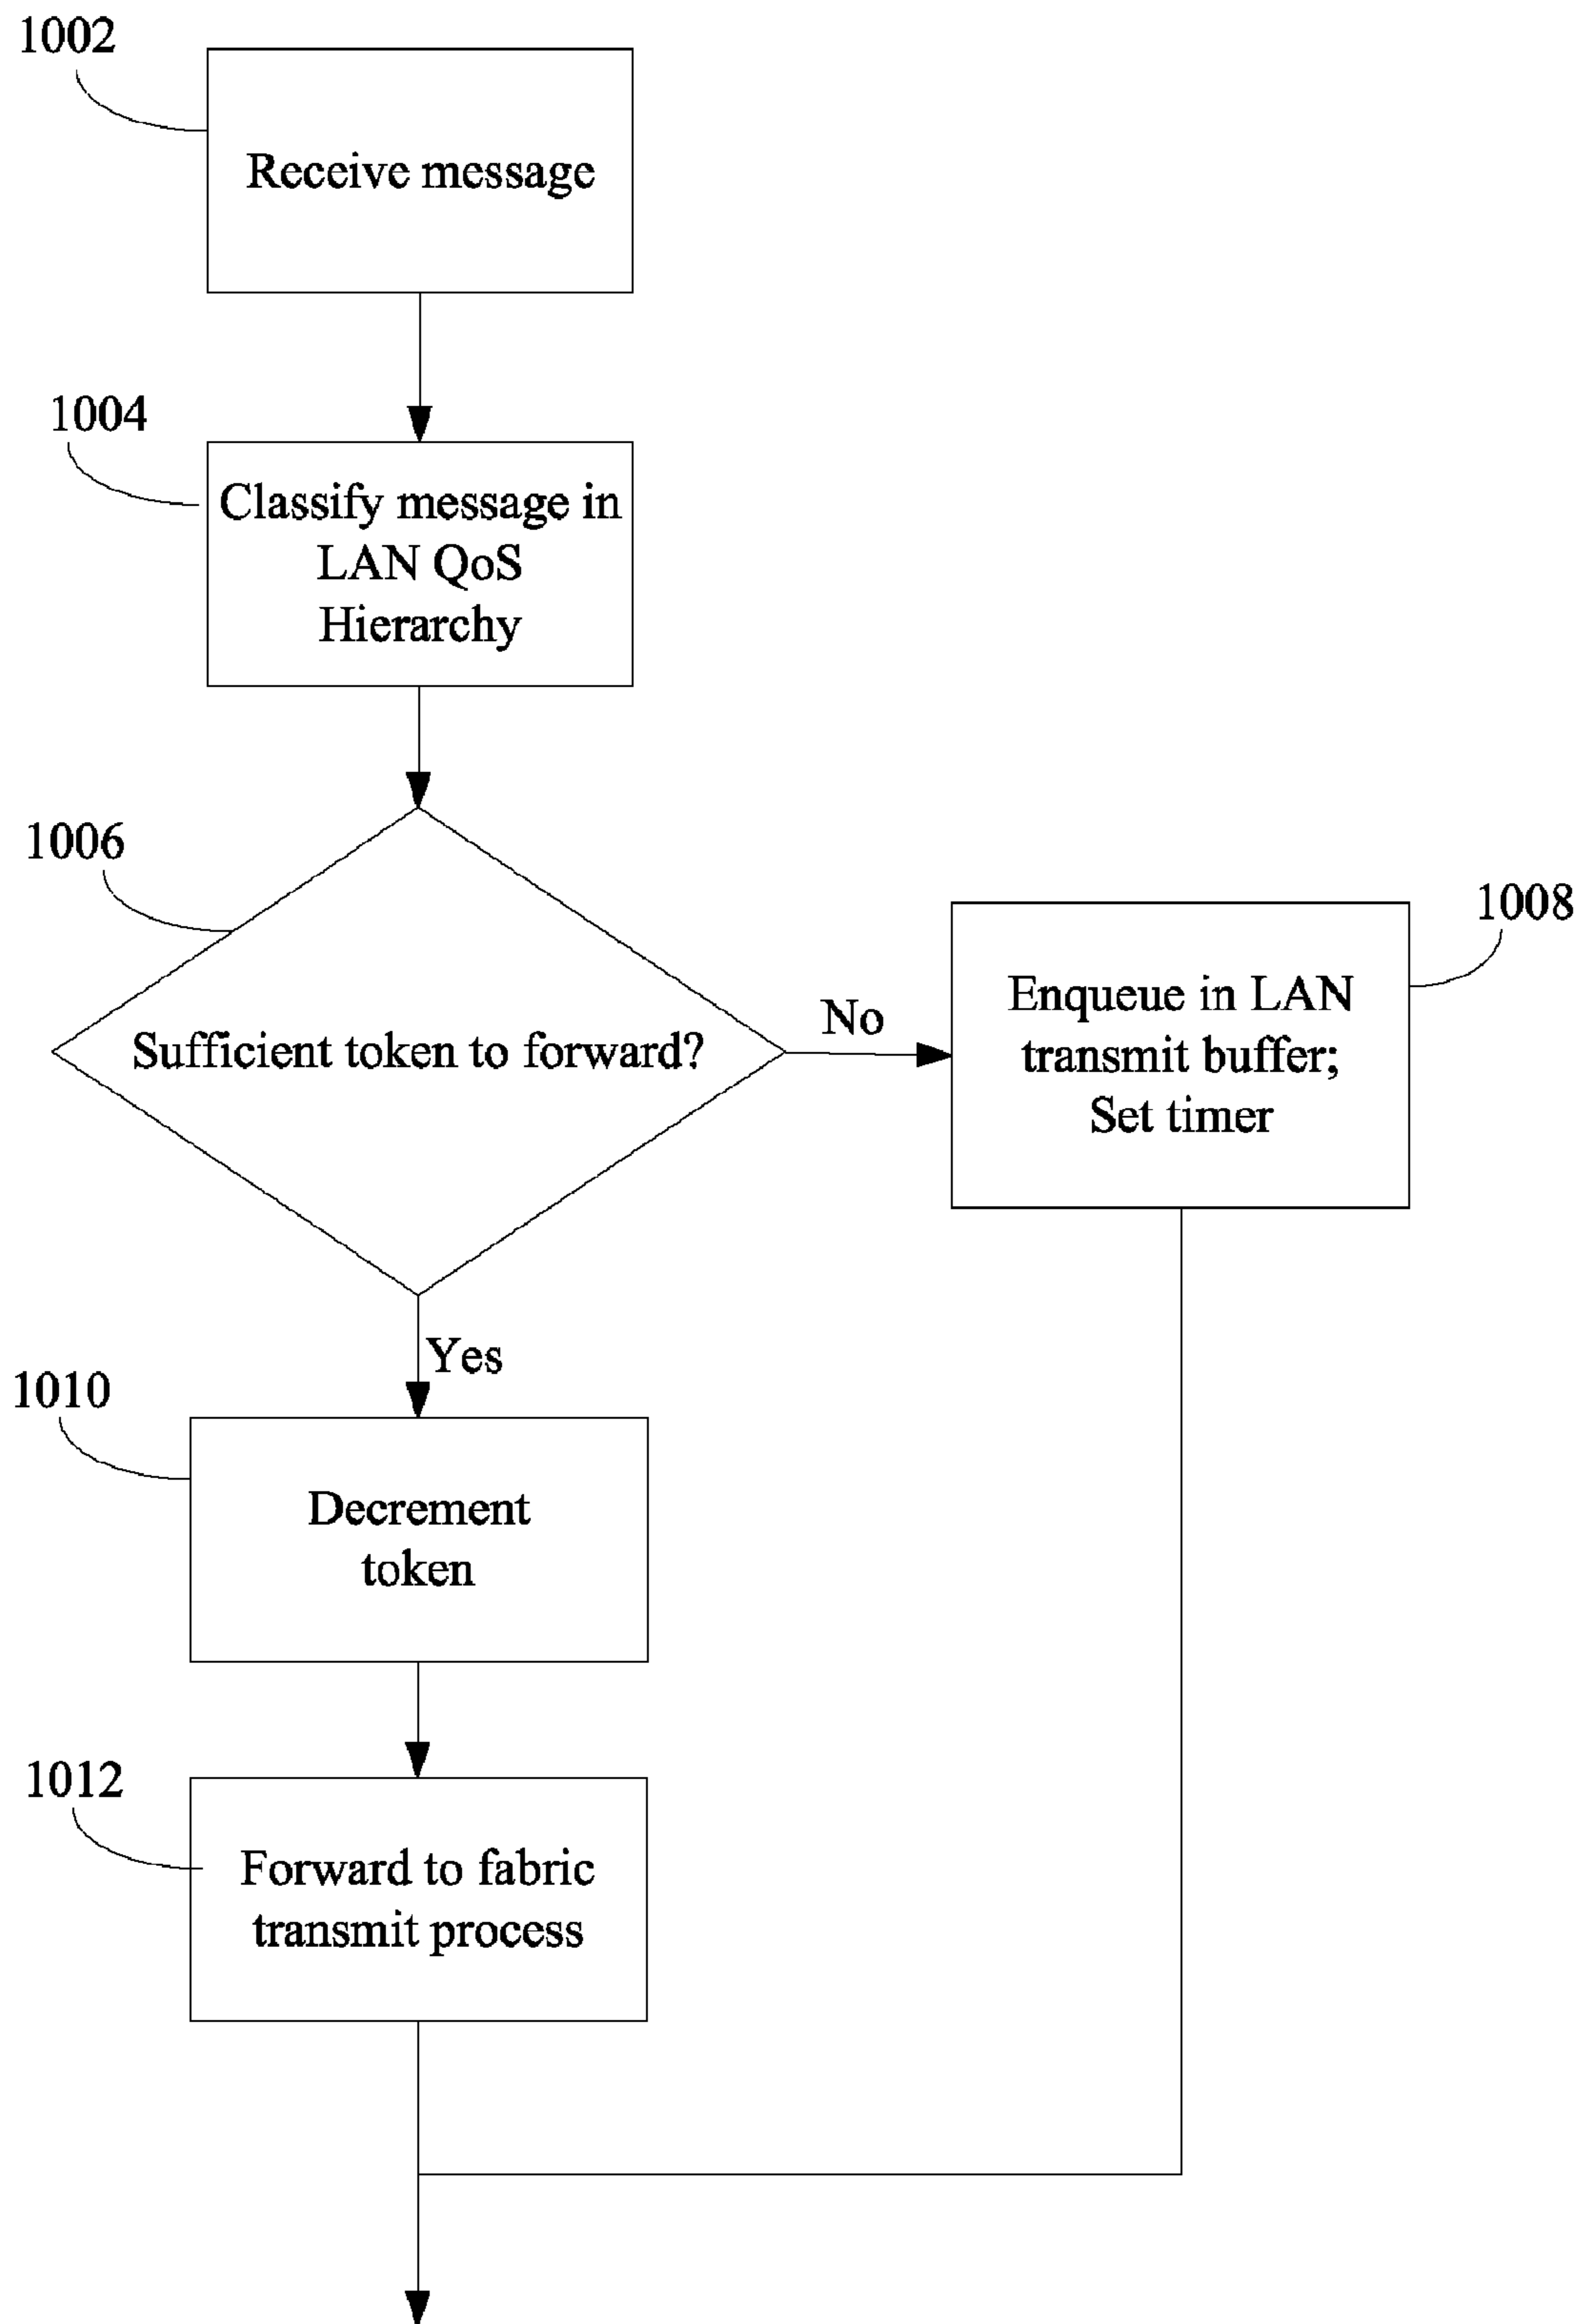 1002
Receive message
1004
Classify message in
LAN QoS
Hierarchy
1006
Sufficient token to forward?
No
1008
Enqueue in LAN
transmit buffer;
Set timer
Yes
1010
Decrement
token
1012
Forward to fabric
transmit process